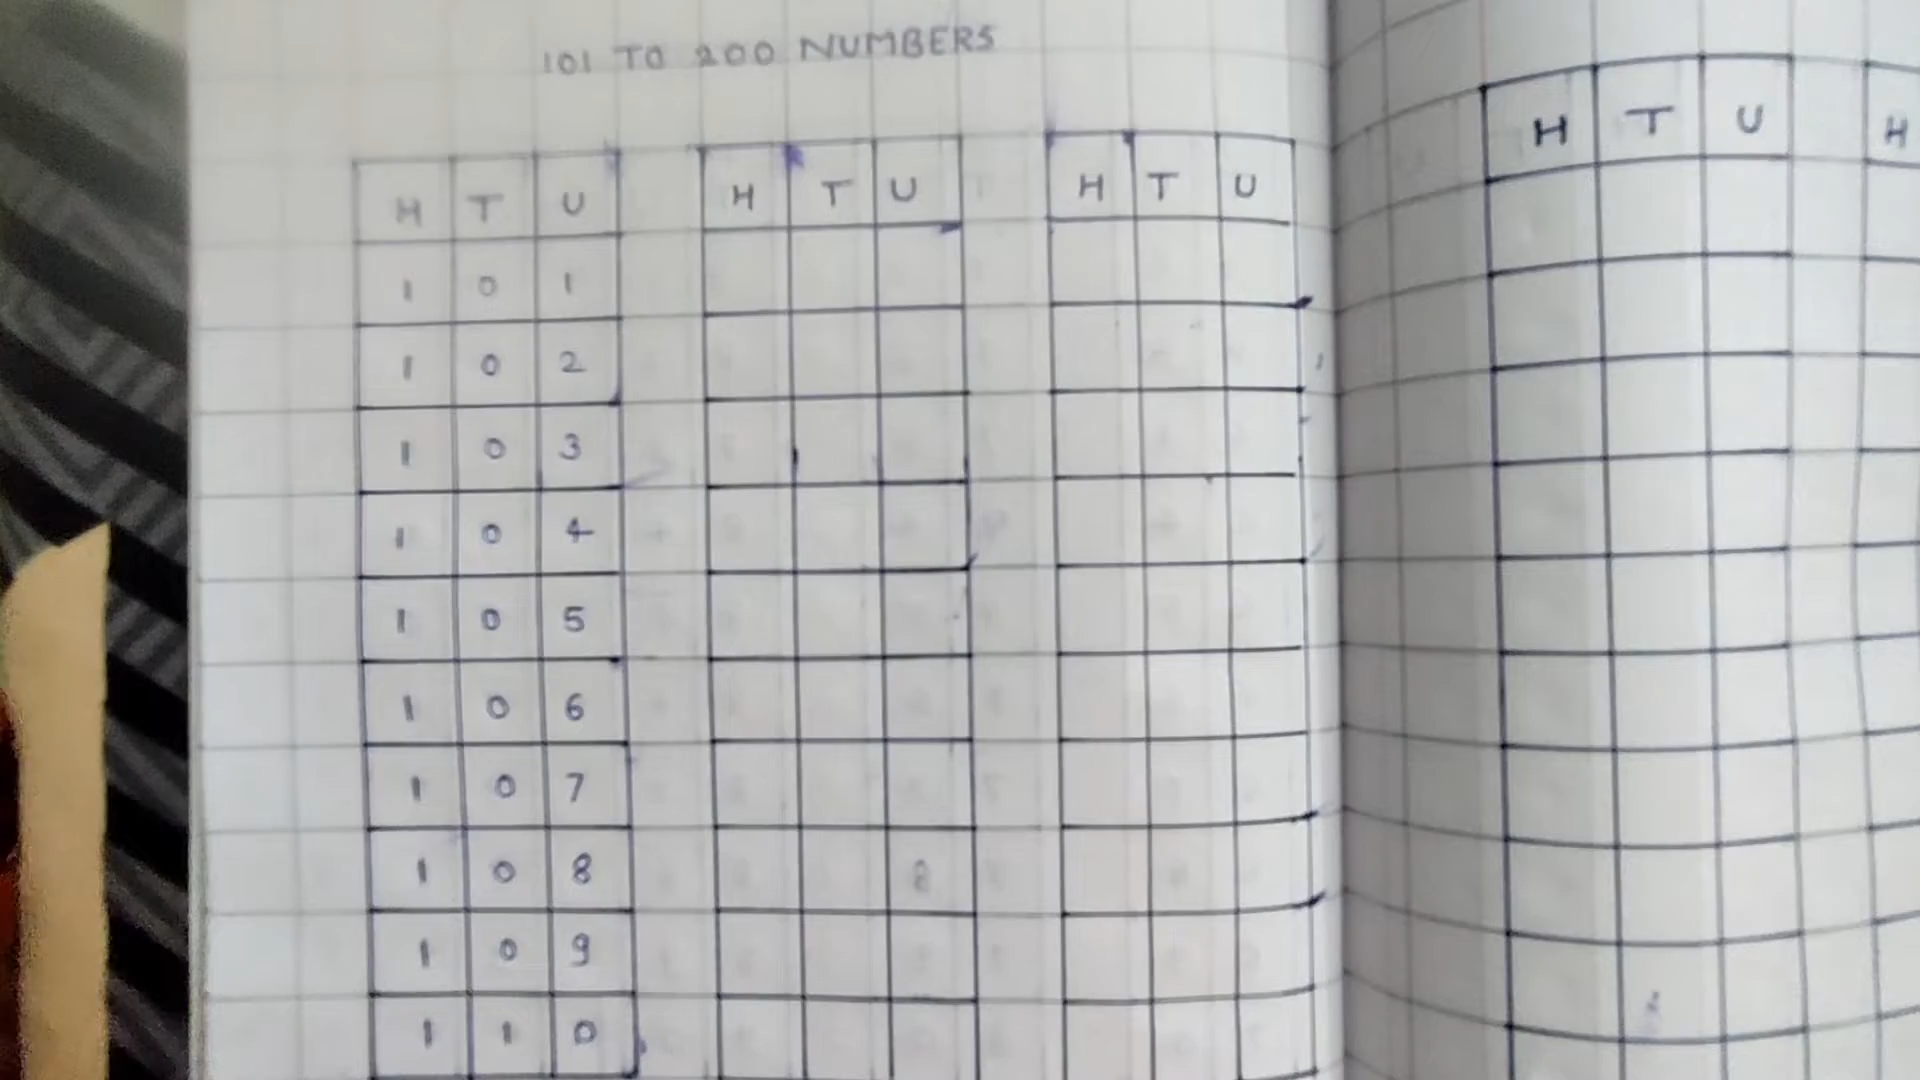 101 TO 200 NUMBERS
H T U H T U H T U H T U H
1 0 1
1 0 2
1 0 3
1 0 4
1 0 5
1 0 6
1 0 7
1 0 8
1 0 9
1 1 0